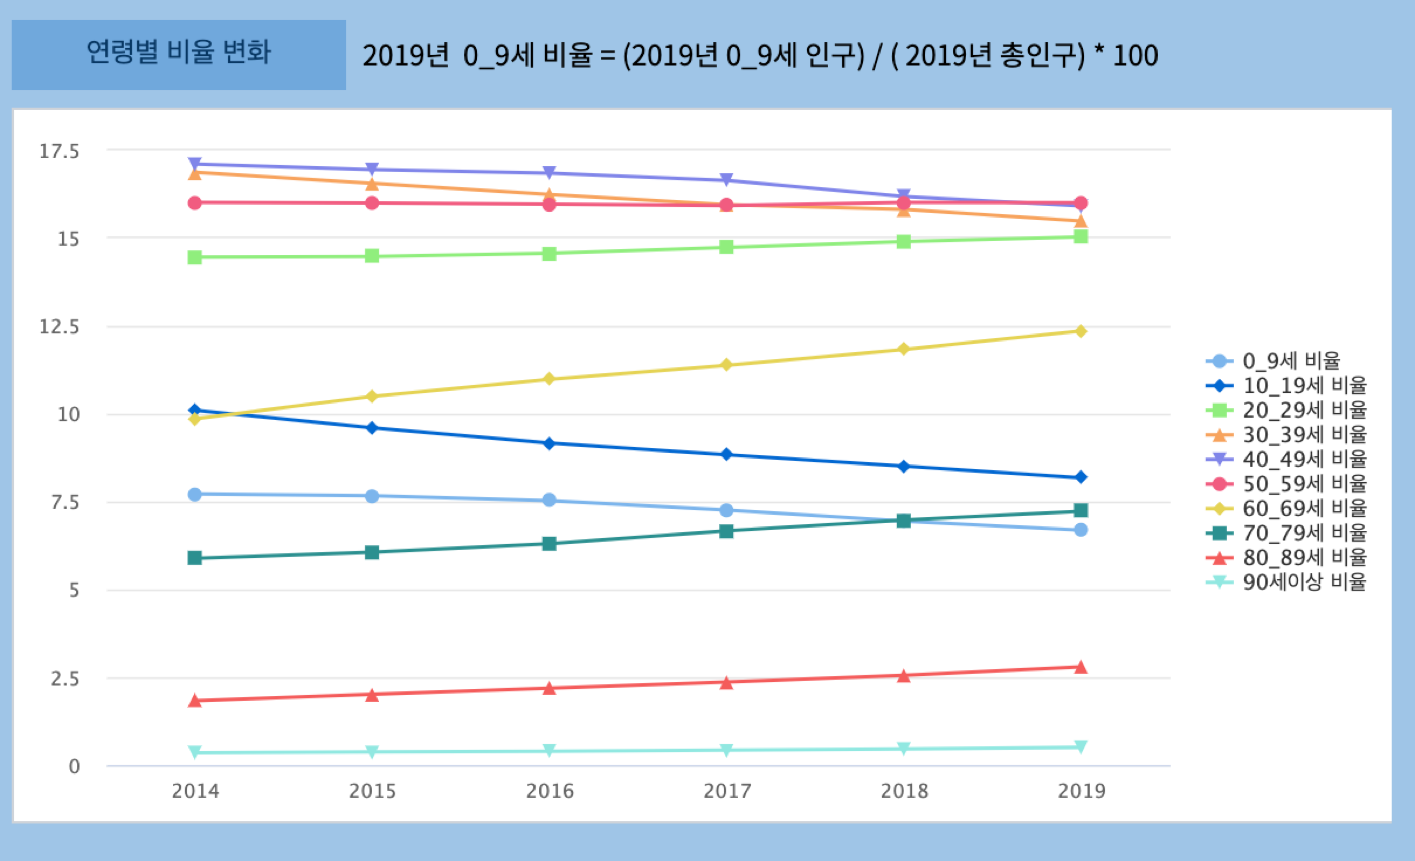 연령별 비율 변화
2019년 0_9세 비율 = (2019년 0_9세 인구) / ( 2019년 총인구) * 100
17.5
15
12.5
10
7.5
5
2.5
0
2014 2015 2016 2017 2018 2019
0_9세 비율
10_19세 비율
20_29세 비율
30_39세 비율
40_49세 비율
50_59세 비율
60_69세 비율
70_79세 비율
80_89세 비율
90세이상 비율